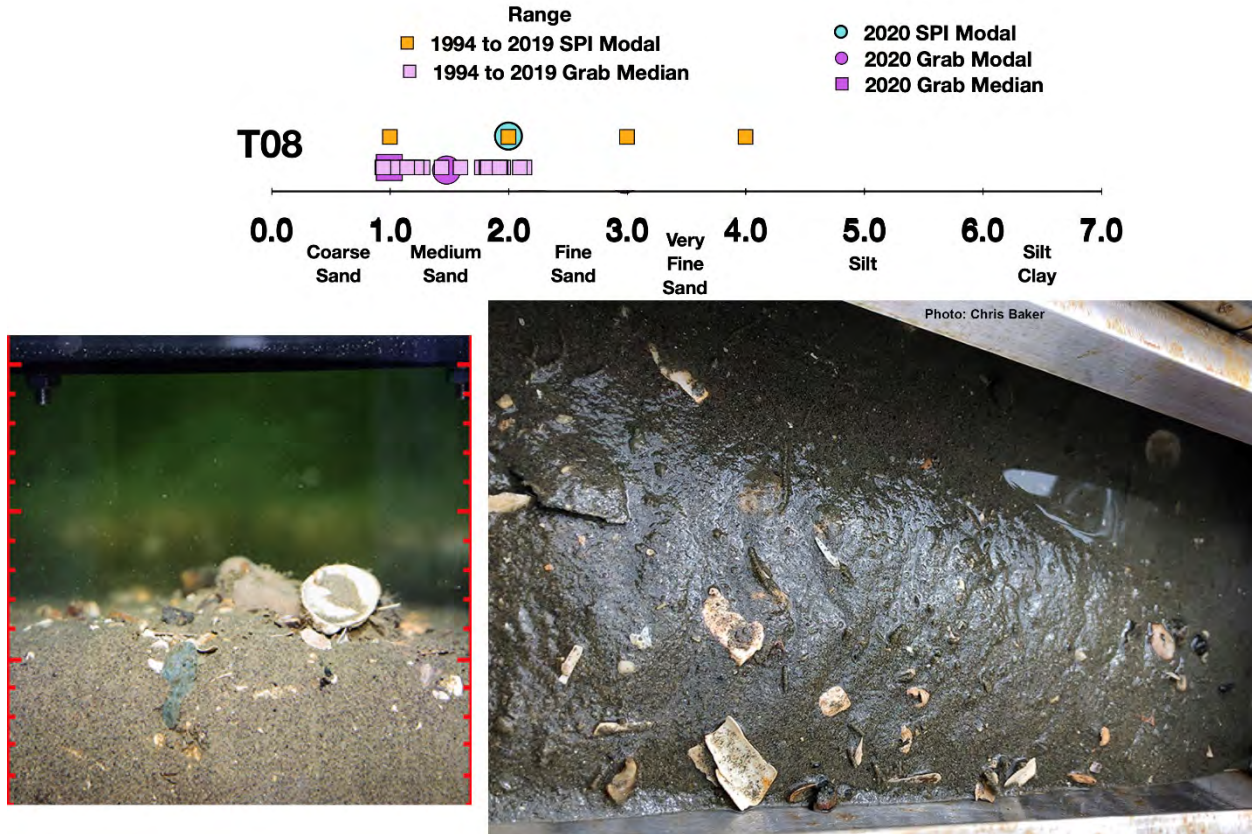 Range
1994 to 2019 SPI Modal
1994 to 2019 Grab Median
2020 SPI Modal
2020 Grab Modal
2020 Grab Median
T08
0.0 1.0 2.0 3.0 4.0 5.0 6.0 7.0
Coarse
Sand
Medium
Sand
Fine
Sand
Very
Fine
Sand
Silt
Silt
Clay
Photo: Chris Baker